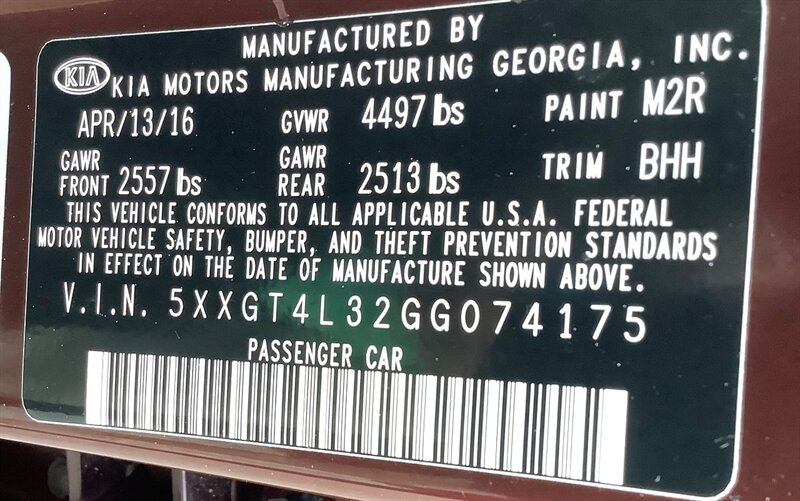 MANUFACTURED BY
KIA KIA MOTORS MANUFACTURING GEORGIA, INC.
APR/13/16 GVWR 4497 lbs PAINT M2R
GAWR FRONT 2557 lbs GAWR REAR 2513 lbs TRIM BHH
THIS VEHICLE CONFORMS TO ALL APPLICABLE U.S.A. FEDERAL
MOTOR VEHICLE SAFETY, BUMPER, AND THEFT PREVENTION STANDARDS
IN EFFECT ON THE DATE OF MANUFACTURE SHOWN ABOVE.
V.I.N. 5XXGT4L32GG074175
PASSENGER CAR